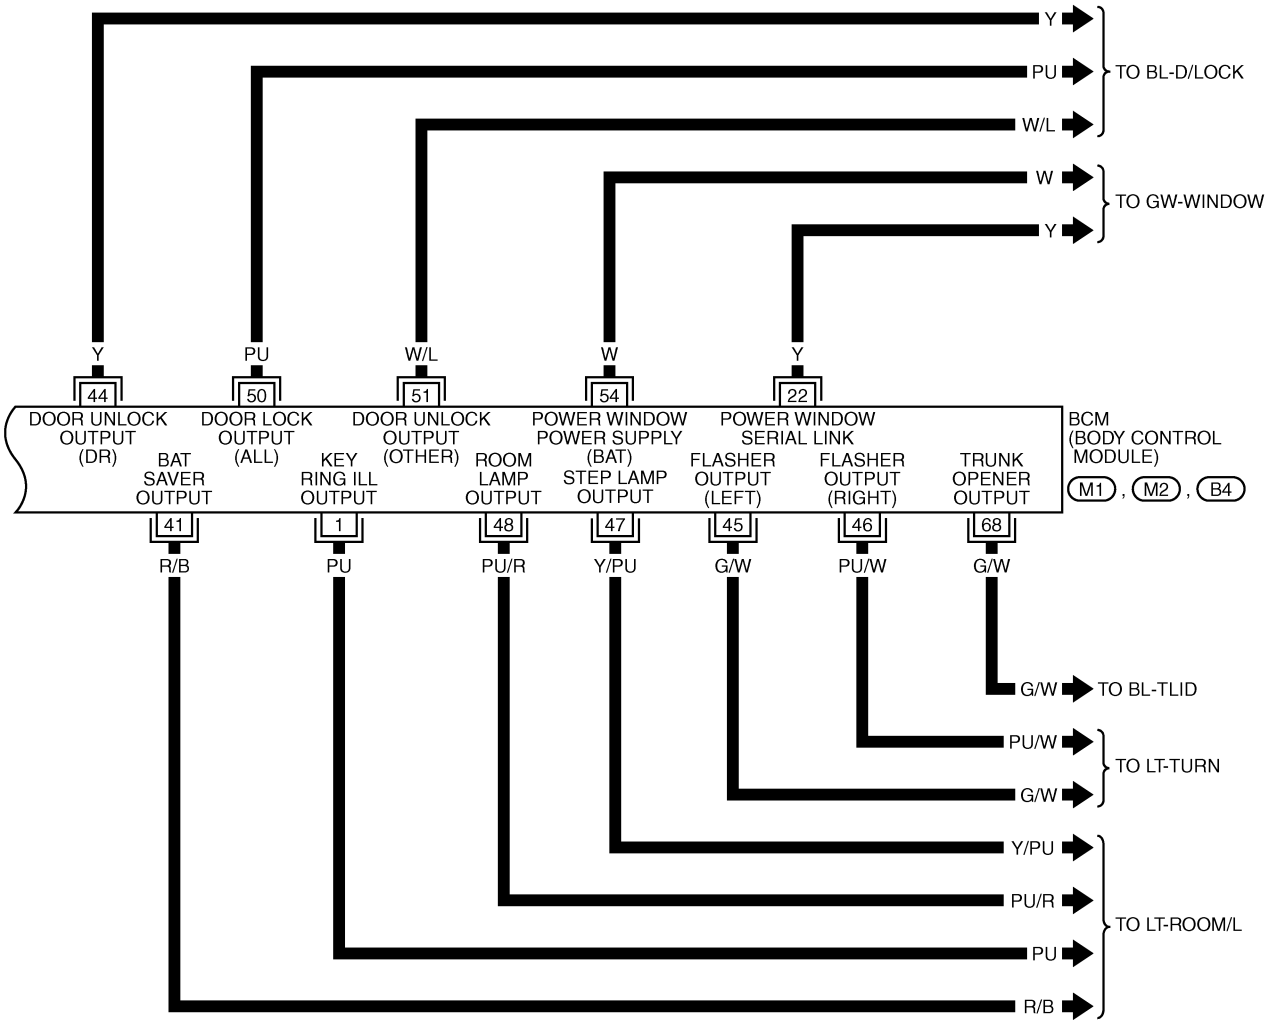 Y
PU
TO BL-D/LOCK
W/L
W
TO GW-WINDOW
Y
Y PU W/L W Y
44 50 51 54 22
DOOR UNLOCK
OUTPUT
(DR)
DOOR LOCK
OUTPUT
(ALL)
DOOR UNLOCK
OUTPUT
(OTHER)
POWER WINDOW
POWER SUPPLY
(BAT)
POWER WINDOW
SERIAL LINK
BCM
(BODY CONTROL
MODULE)
M1 , M2 , B4
BAT
SAVER
OUTPUT
KEY
RING ILL
OUTPUT
ROOM
LAMP
OUTPUT
STEP LAMP
OUTPUT
FLASHER
OUTPUT
(LEFT)
FLASHER
OUTPUT
(RIGHT)
TRUNK
OPENER
OUTPUT
41 1 48 47 45 46 68
R/B PU PU/R Y/PU G/W PU/W G/W
G/W TO BL-TLID
PU/W
TO LT-TURN
G/W
Y/PU
PU/R
TO LT-ROOM/L
PU
R/B